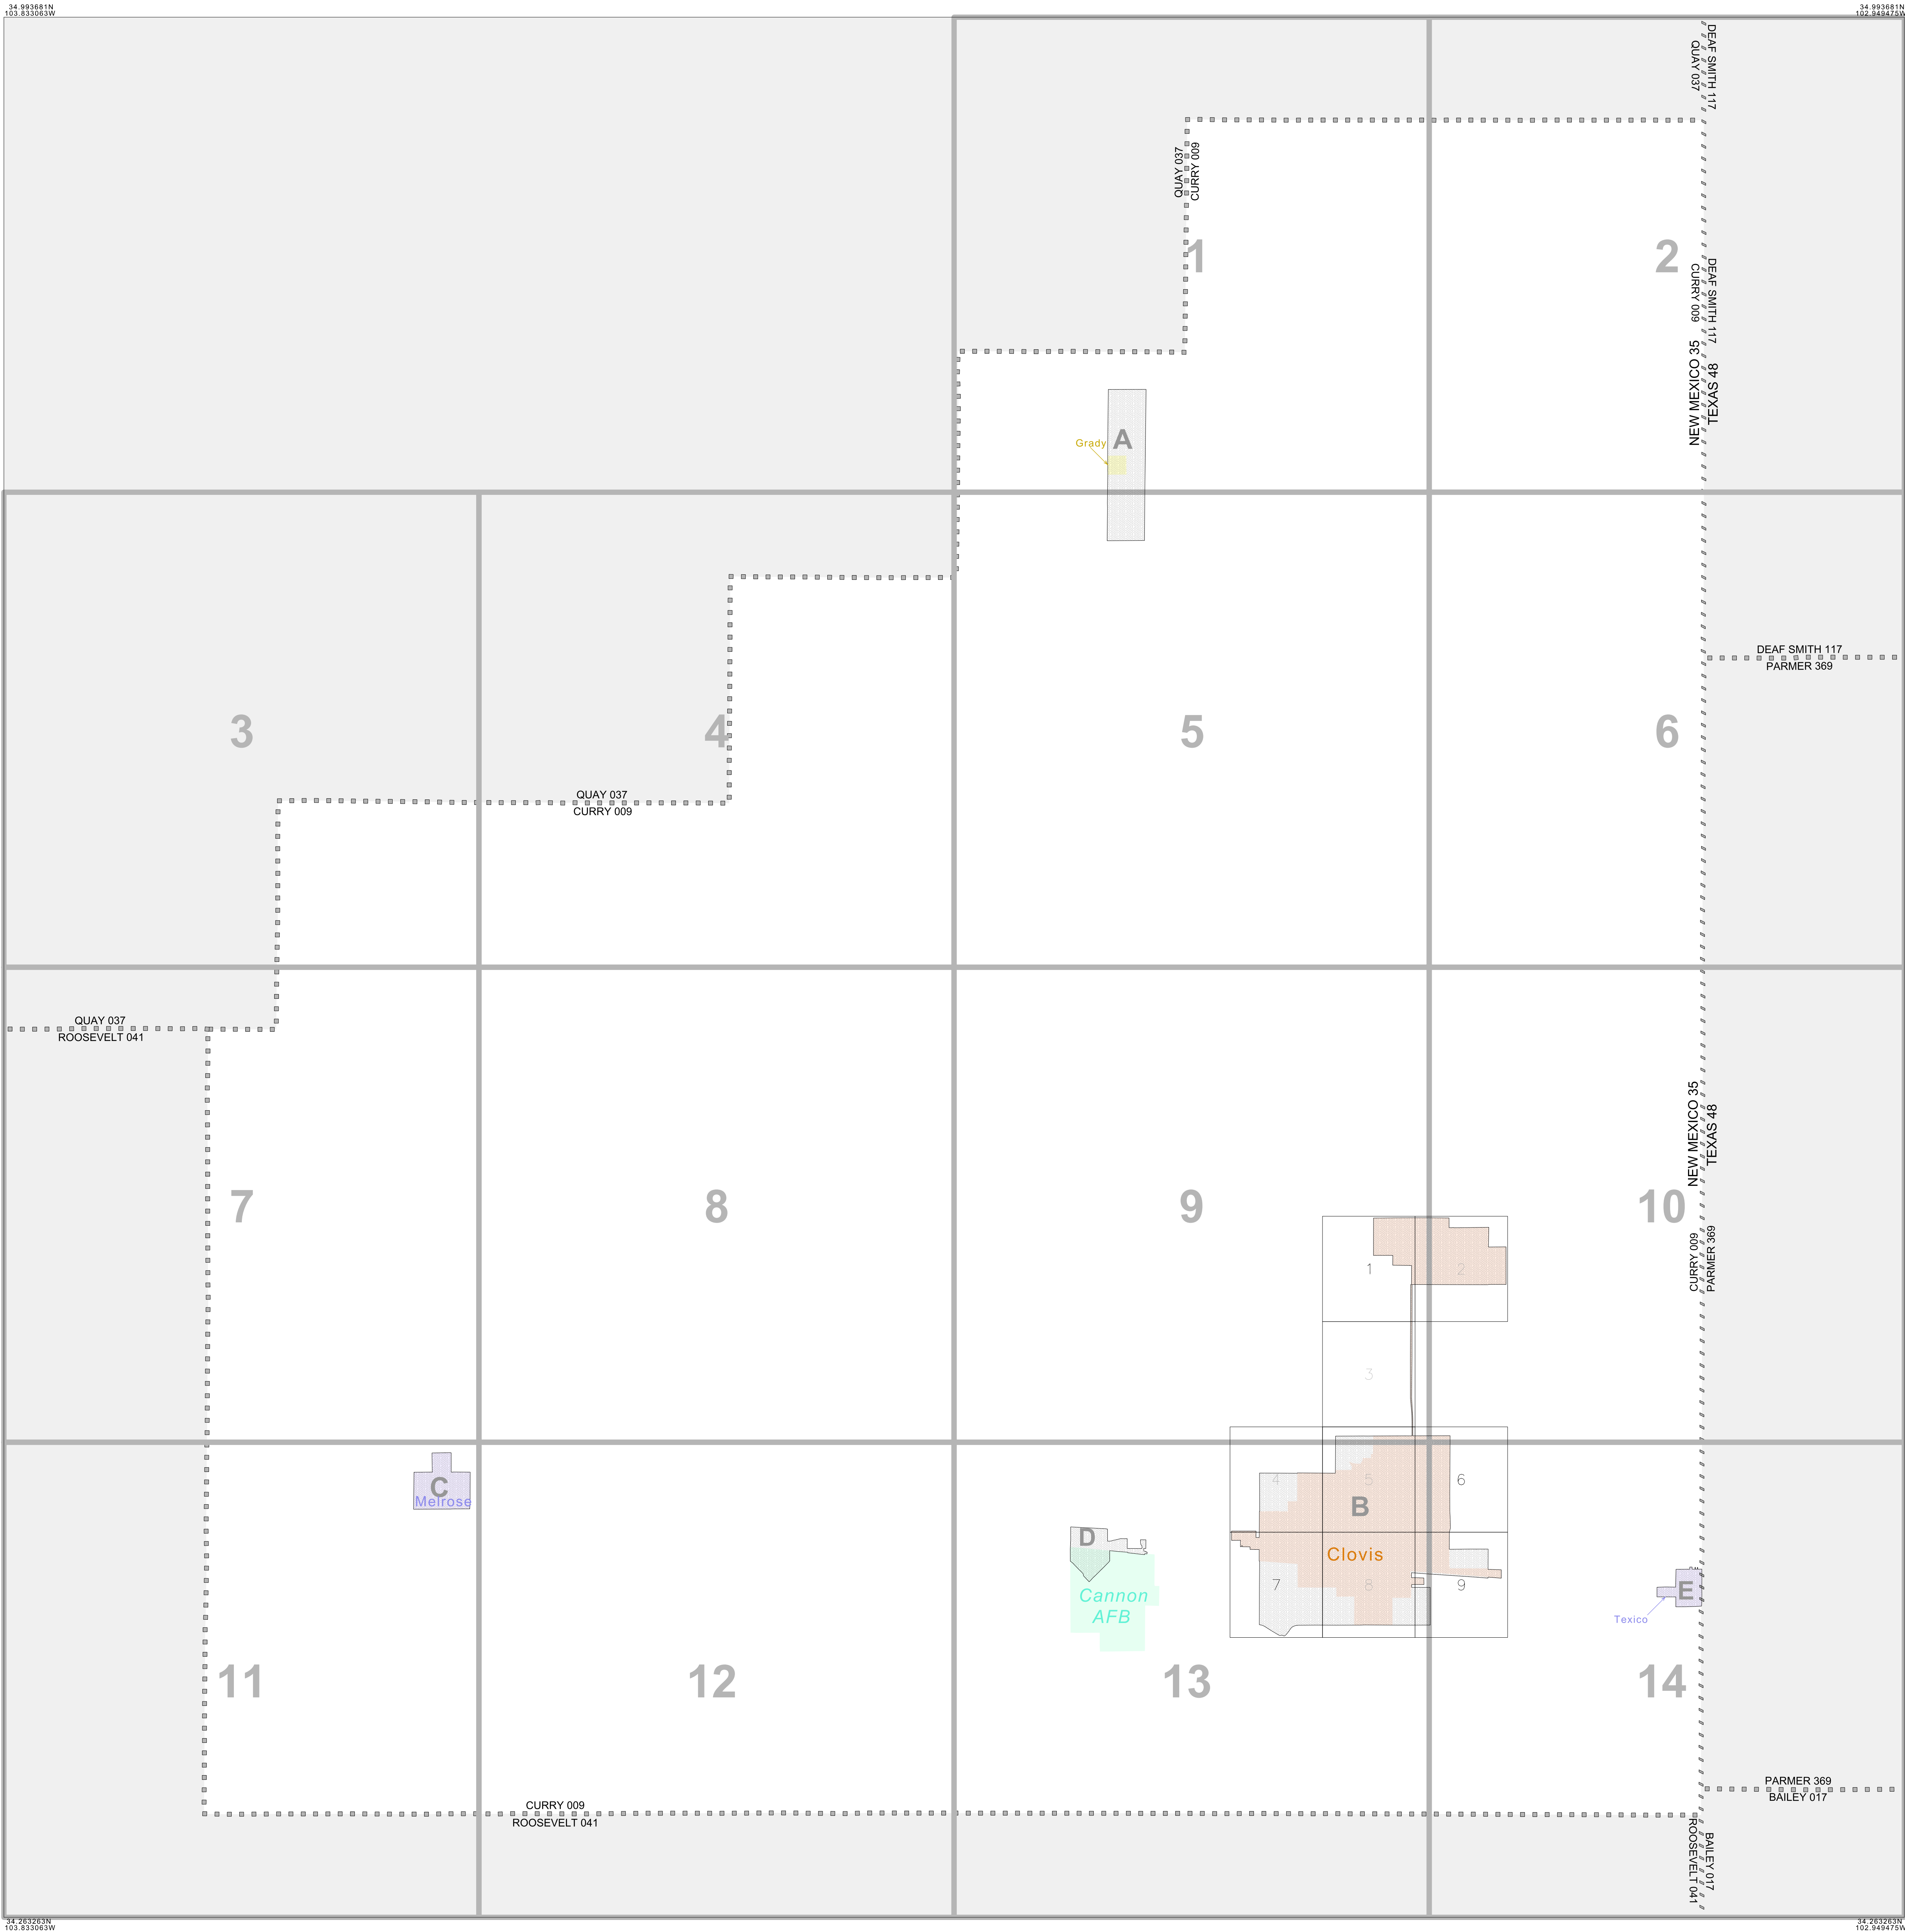 34.993681N
103.833063W
34.993681N
102.949475W
DEAF SMITH 117
QUAY 037
QUAY 037
CURRY 009
1
2
DEAF SMITH 117
CURRY 009
NEW MEXICO 35
TEXAS 48
Grady
A
DEAF SMITH 117
PARMER 369
3
4
5
6
QUAY 037
CURRY 009
QUAY 037
ROOSEVELT 041
NEW MEXICO 35
TEXAS 48
7
8
9
10
CURRY 009
PARMER 369
1
2
3
C
Melrose
4
5
6
B
D
Clovis
Cannon
AFB
7
8
9
E
Texico
11
12
13
14
PARMER 369
BAILEY 017
CURRY 009
ROOSEVELT 041
ROOSEVELT 041
BAILEY 017
34.263263N
103.833063W
34.263263N
102.949475W